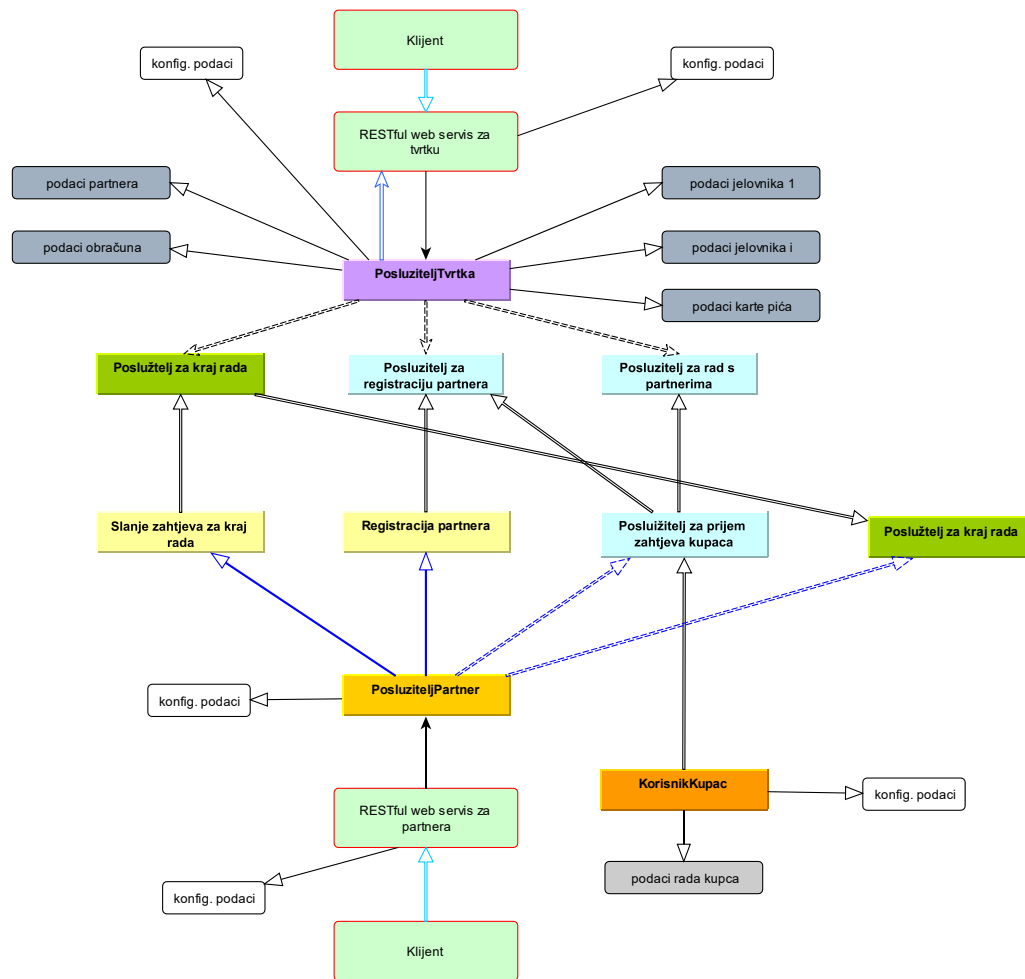 Klijent
konfig. podaci
konfig. podaci
RESTful web servis za
tvrtku
podaci partnera
podaci jelovnika 1
podaci obračuna
podaci jelovnika i
PosluziteljTvrtka
podaci karte pića
Poslužtelj za kraj rada
Posluzitelj za
registraciju partnera
Posluzitelj za rad s
partnerima
Slanje zahtjeva za kraj
rada
Registracija partnera
Posluižitelj za prijem
zahtjeva kupaca
Poslužtelj za kraj rada
PosluziteljPartner
konfig. podaci
KorisnikKupac
konfig. podaci
RESTful web servis za
partnera
podaci rada kupca
konfig. podaci
Klijent